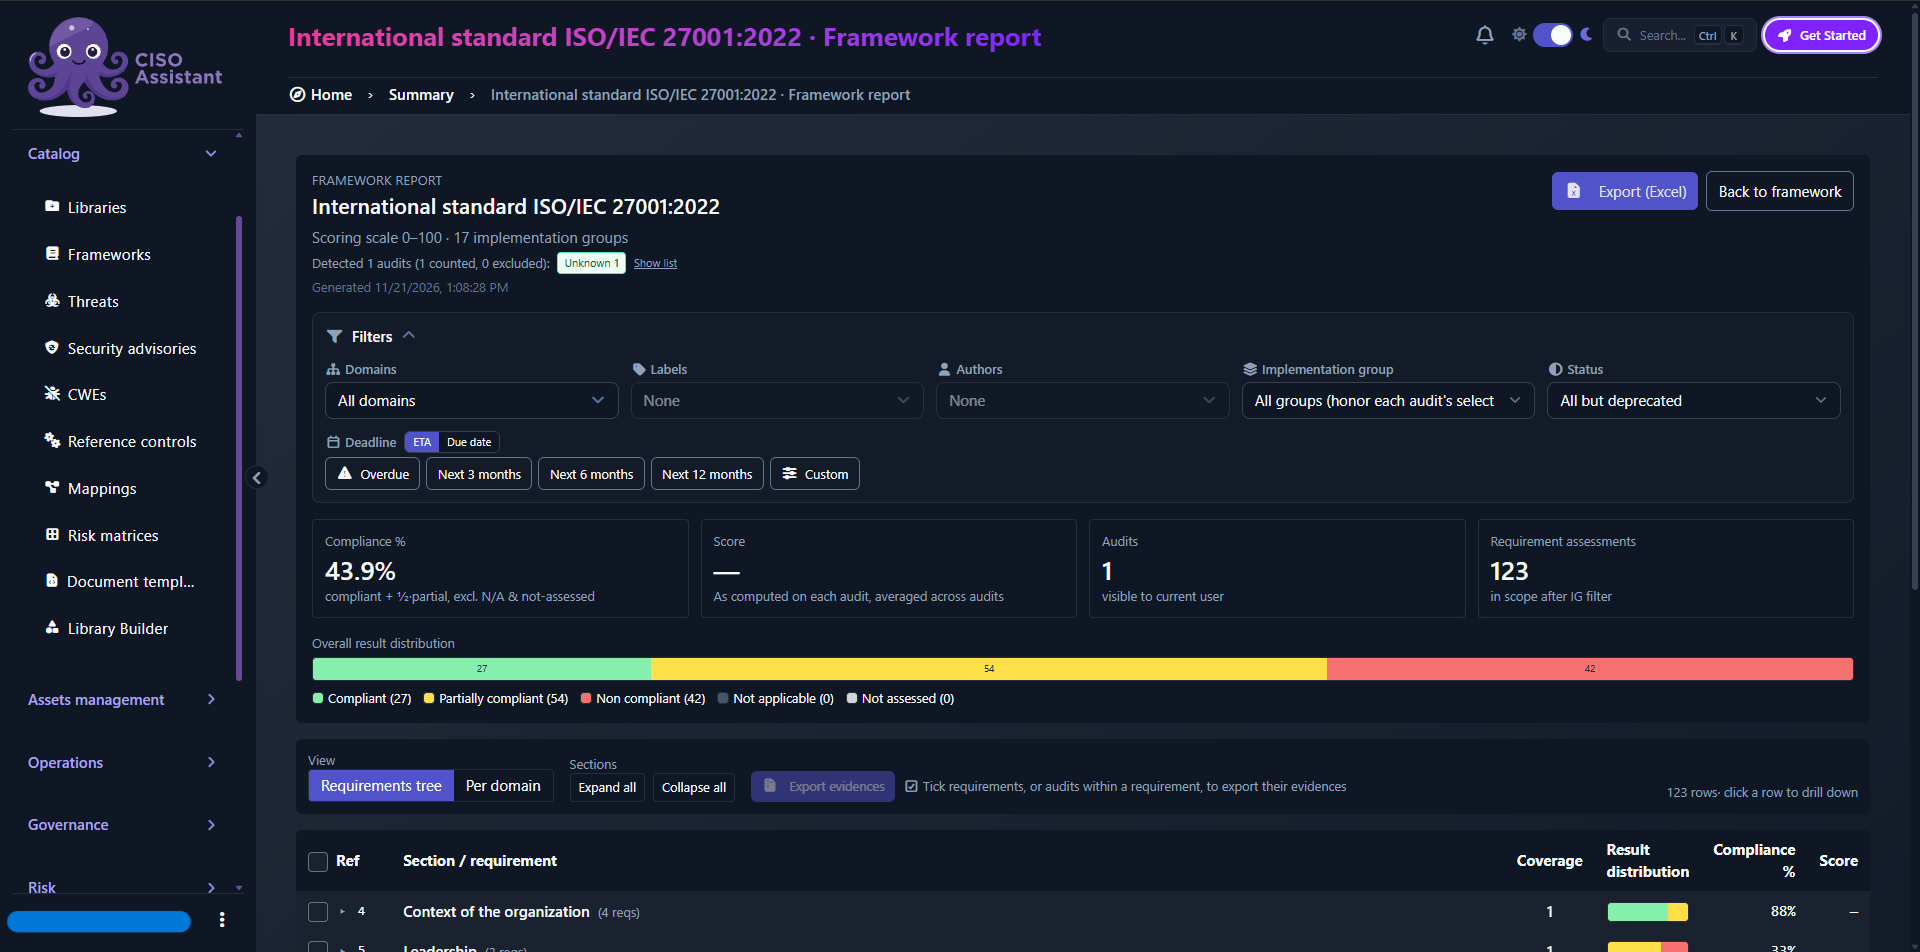 CISO
Assistant
International standard ISO/IEC 27001:2022 · Framework report
Search... Ctrl K
Get Started
Home › Summary › International standard ISO/IEC 27001:2022 · Framework report
Catalog
Libraries
Frameworks
Threats
Security advisories
CWEs
Reference controls
Mappings
Risk matrices
Document templ...
Library Builder
Assets management
Operations
Governance
Risk
FRAMEWORK REPORT
International standard ISO/IEC 27001:2022
Scoring scale 0–100 · 17 implementation groups
Detected 1 audits (1 counted, 0 excluded): Unknown 1 Show list
Generated 11/21/2026, 1:08:28 PM
Export (Excel)
Back to framework
Filters
Domains
All domains
Labels
None
Authors
None
Implementation group
All groups (honor each audit's select
Status
All but deprecated
Deadline ETA Due date
Overdue Next 3 months Next 6 months Next 12 months Custom
Compliance %
43.9%
compliant + ½·partial, excl. N/A & not-assessed
Score
—
As computed on each audit, averaged across audits
Audits
1
visible to current user
Requirement assessments
123
in scope after IG filter
Overall result distribution
27 54 42
Compliant (27) Partially compliant (54) Non compliant (42) Not applicable (0) Not assessed (0)
View
Requirements tree Per domain
Sections
Expand all Collapse all
Export evidences
Tick requirements, or audits within a requirement, to export their evidences
123 rows· click a row to drill down
Ref Section / requirement Coverage Result distribution Compliance % Score
4 Context of the organization (4 reqs) 1 88% –
5 Leadership (3 reqs) 1 33%